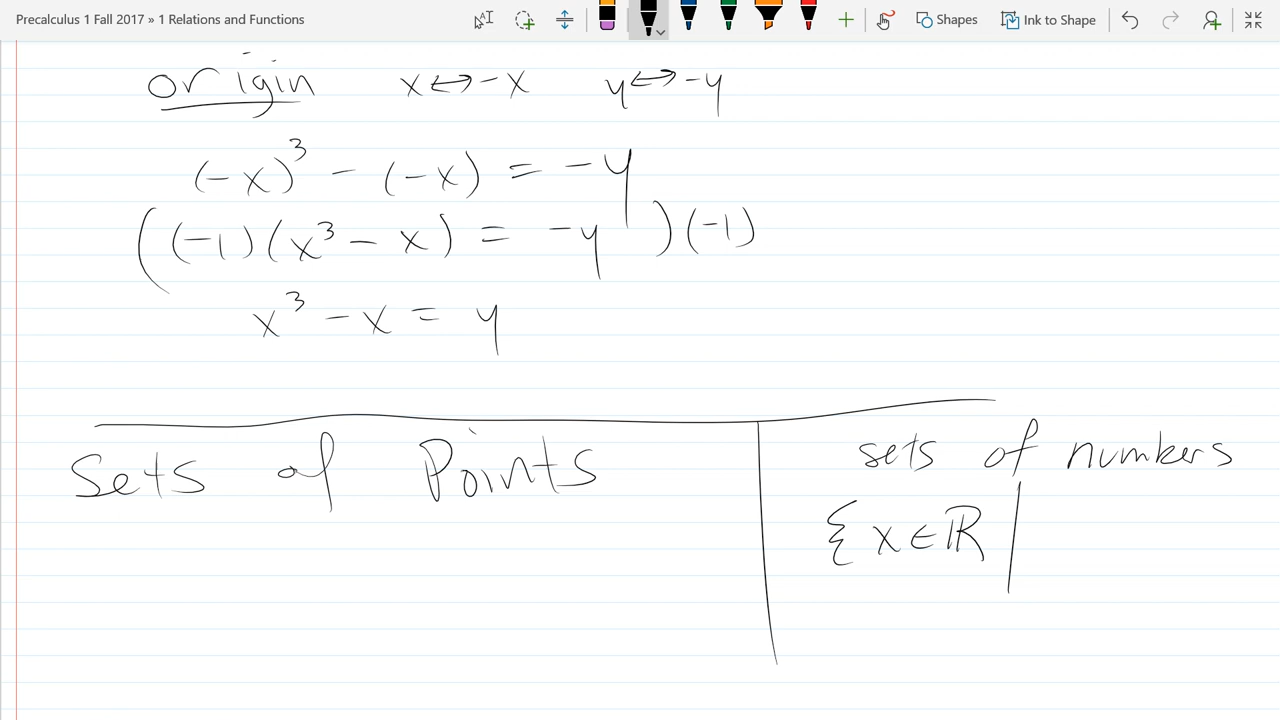 Precalculus 1 Fall 2017 » 1 Relations and Functions
Shapes
Ink to Shape
origin x↔-x y↔-y
(-x)³ - (-x) = -y
((-1)(x³ - x) = -y)(-1)
x³ - x = y
Sets of Points
sets of numbers
{x∈ℝ|